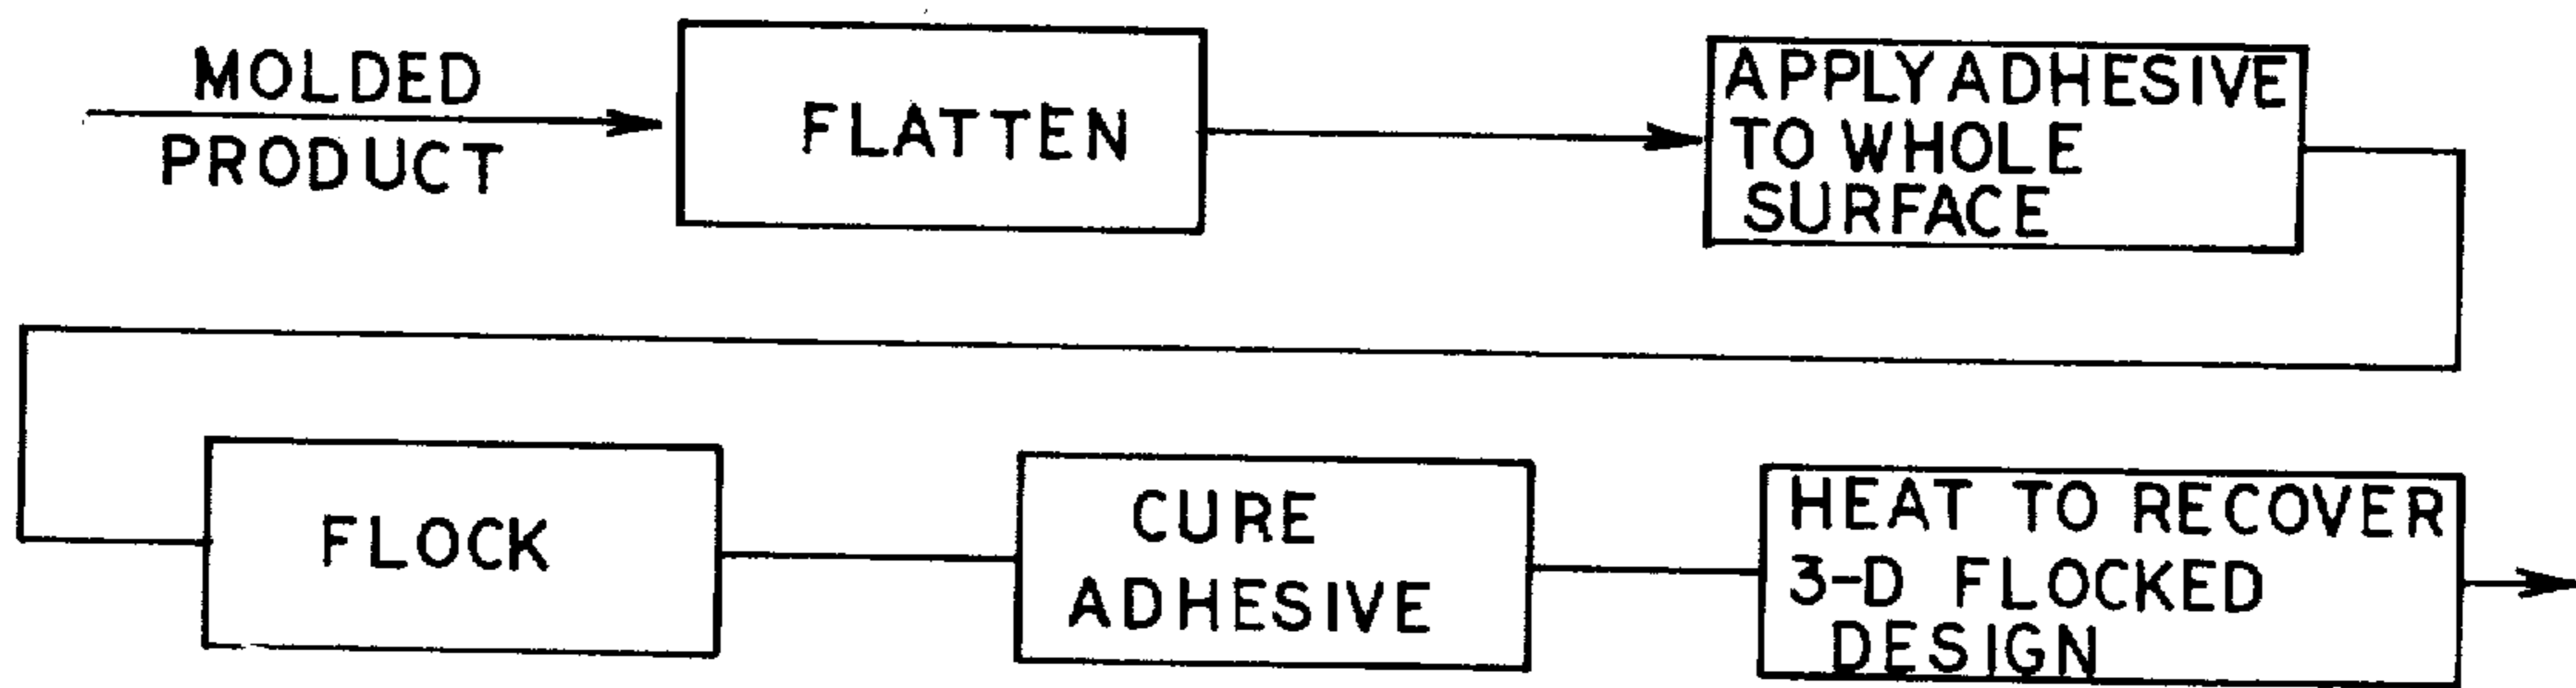 MOLDED
PRODUCT
FLATTEN
APPLY ADHESIVE
TO WHOLE
SURFACE
FLOCK
CURE
ADHESIVE
HEAT TO RECOVER
3-D FLOCKED
DESIGN